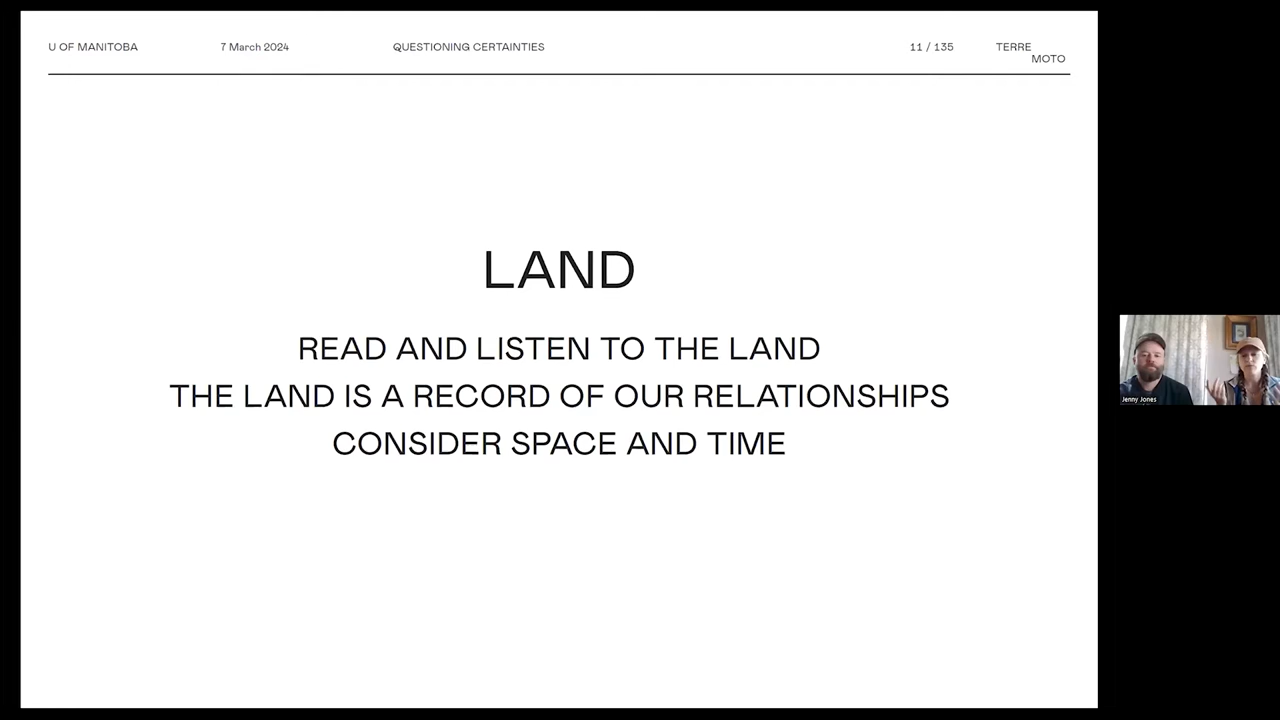 U OF MANITOBA 7 March 2024 QUESTIONING CERTAINTIES 11 / 135 TERRE
MOTO
LAND
READ AND LISTEN TO THE LAND
THE LAND IS A RECORD OF OUR RELATIONSHIPS
CONSIDER SPACE AND TIME
Jenny Jones